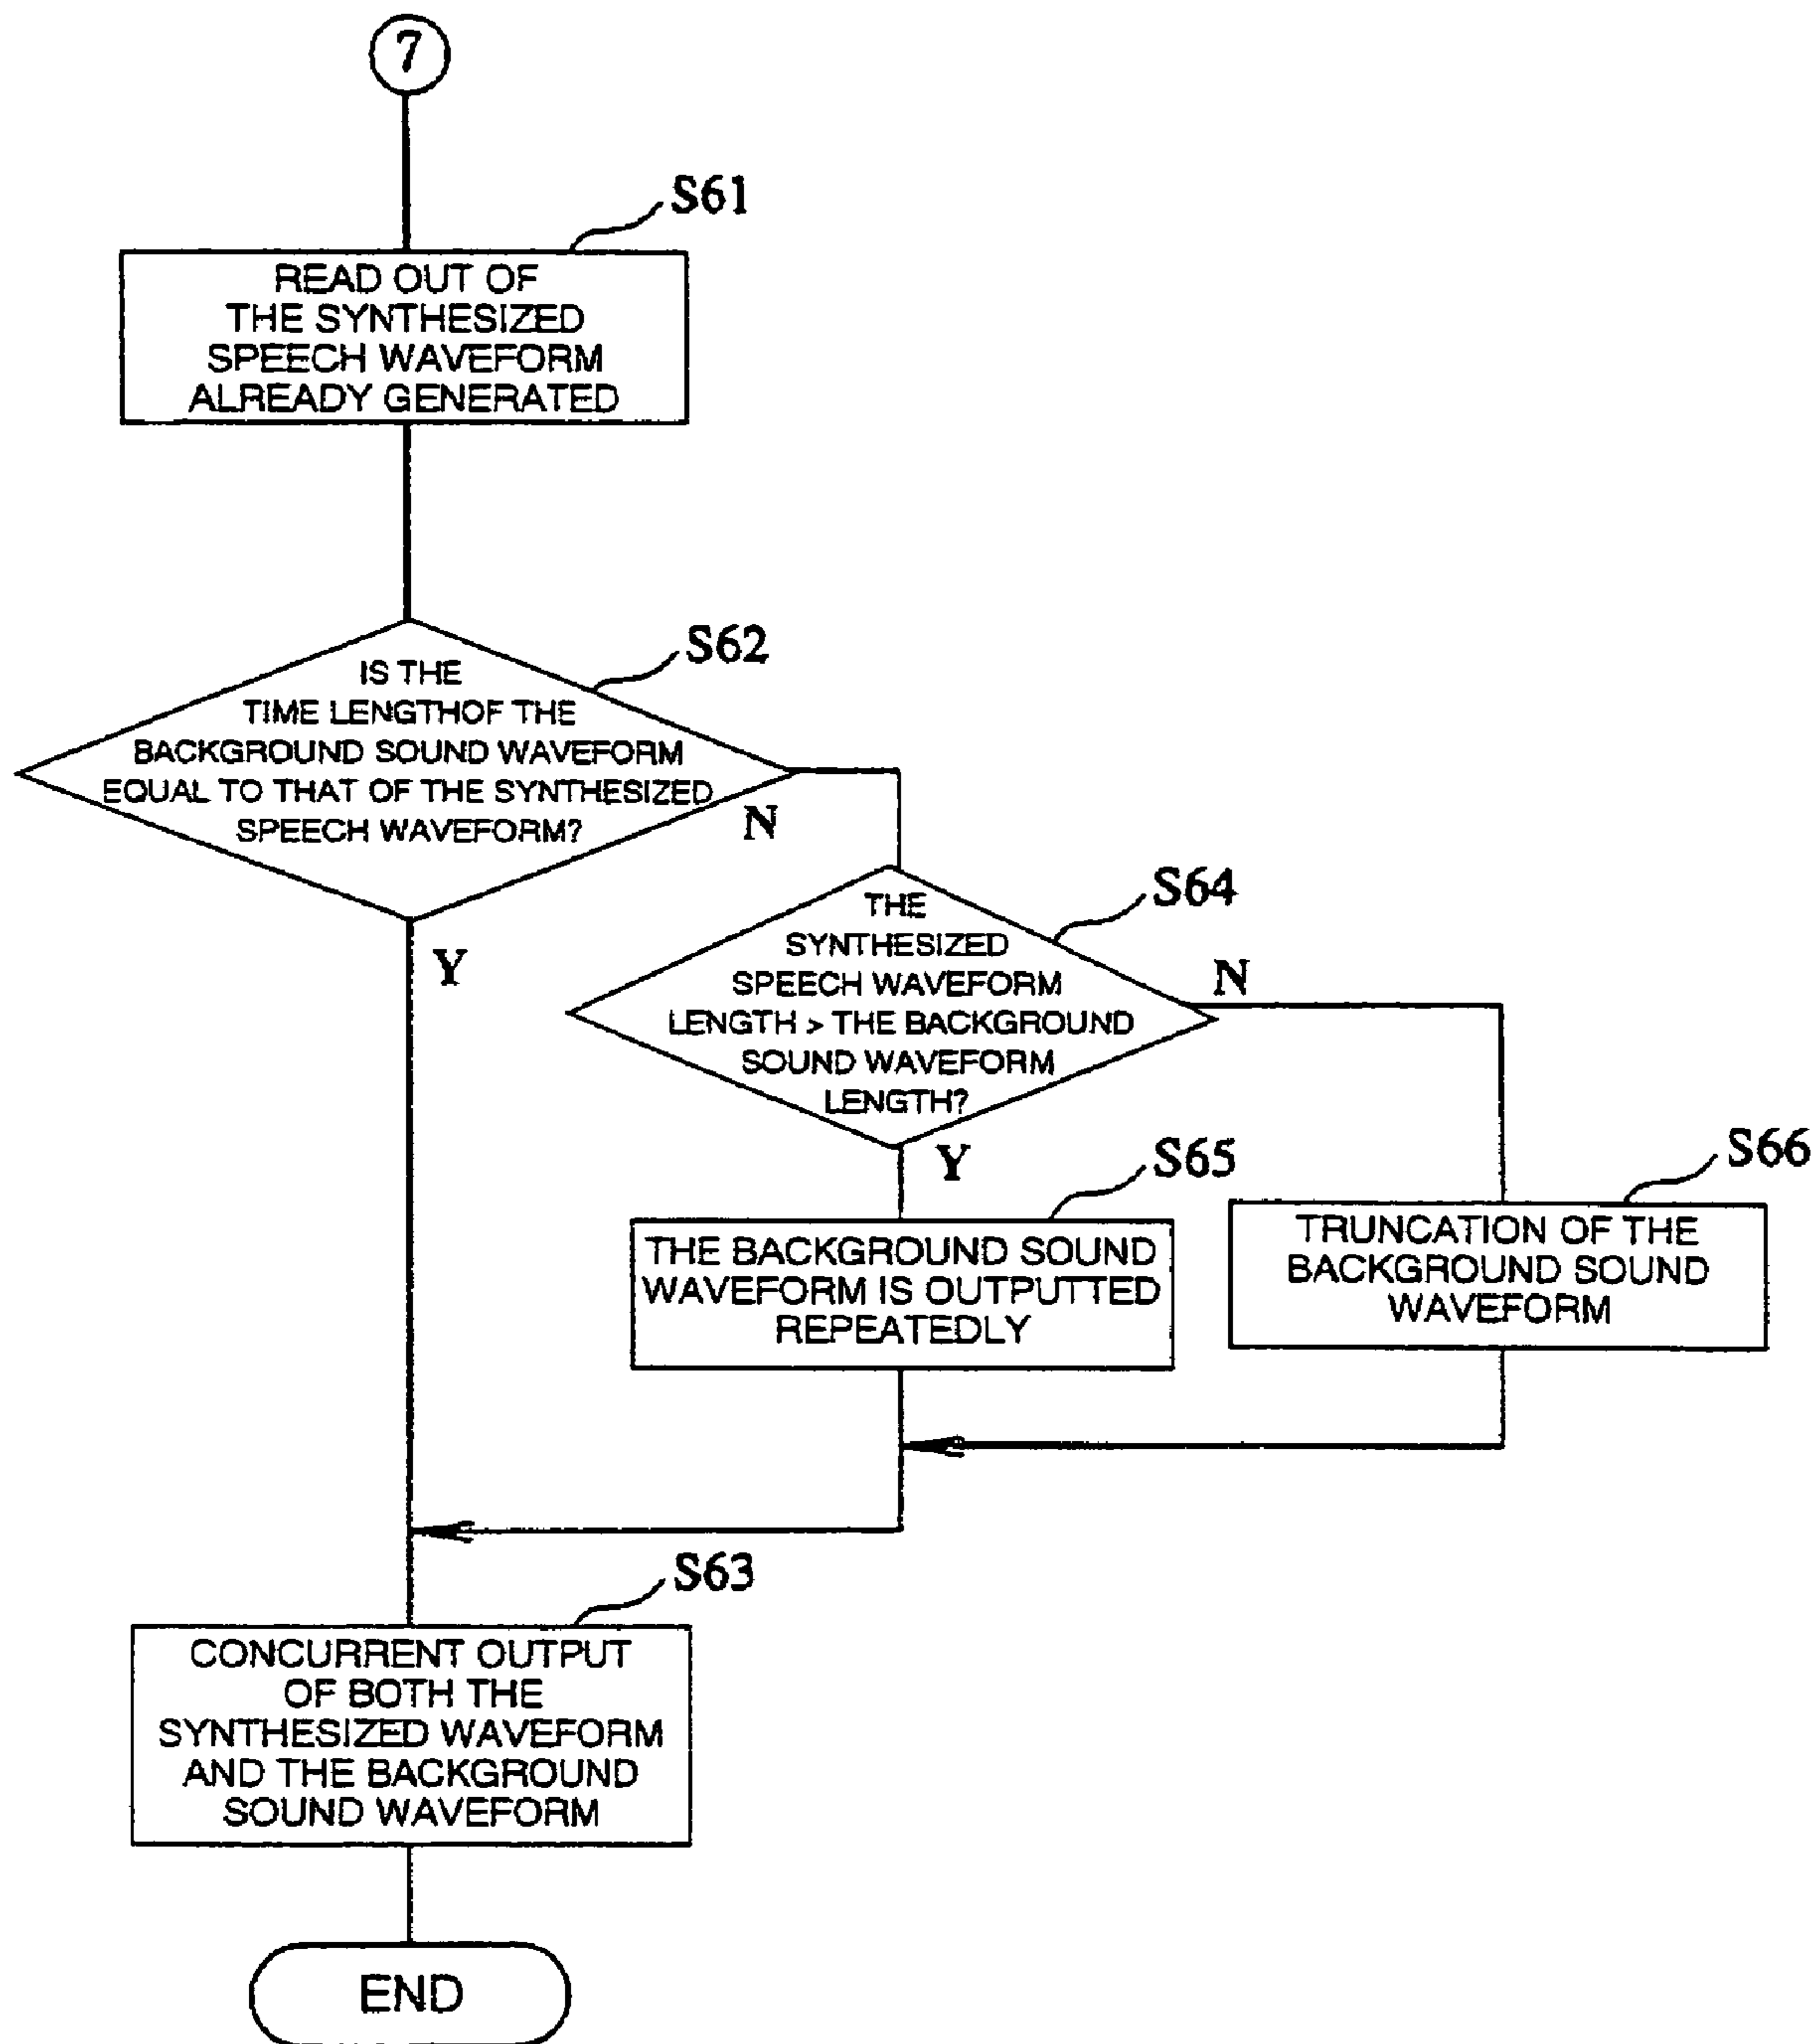 7
S61
READ OUT OF
THE SYNTHESIZED
SPEECH WAVEFORM
ALREADY GENERATED
S62
IS THE
TIME LENGTHOF THE
BACKGROUND SOUND WAVEFORM
EQUAL TO THAT OF THE SYNTHESIZED
SPEECH WAVEFORM?
N
Y
S64
THE
SYNTHESIZED
SPEECH WAVEFORM
LENGTH > THE BACKGROUND
SOUND WAVEFORM
LENGTH?
N
Y
S65
THE BACKGROUND SOUND
WAVEFORM IS OUTPUTTED
REPEATEDLY
S66
TRUNCATION OF THE
BACKGROUND SOUND
WAVEFORM
S63
CONCURRENT OUTPUT
OF BOTH THE
SYNTHESIZED WAVEFORM
AND THE BACKGROUND
SOUND WAVEFORM
END